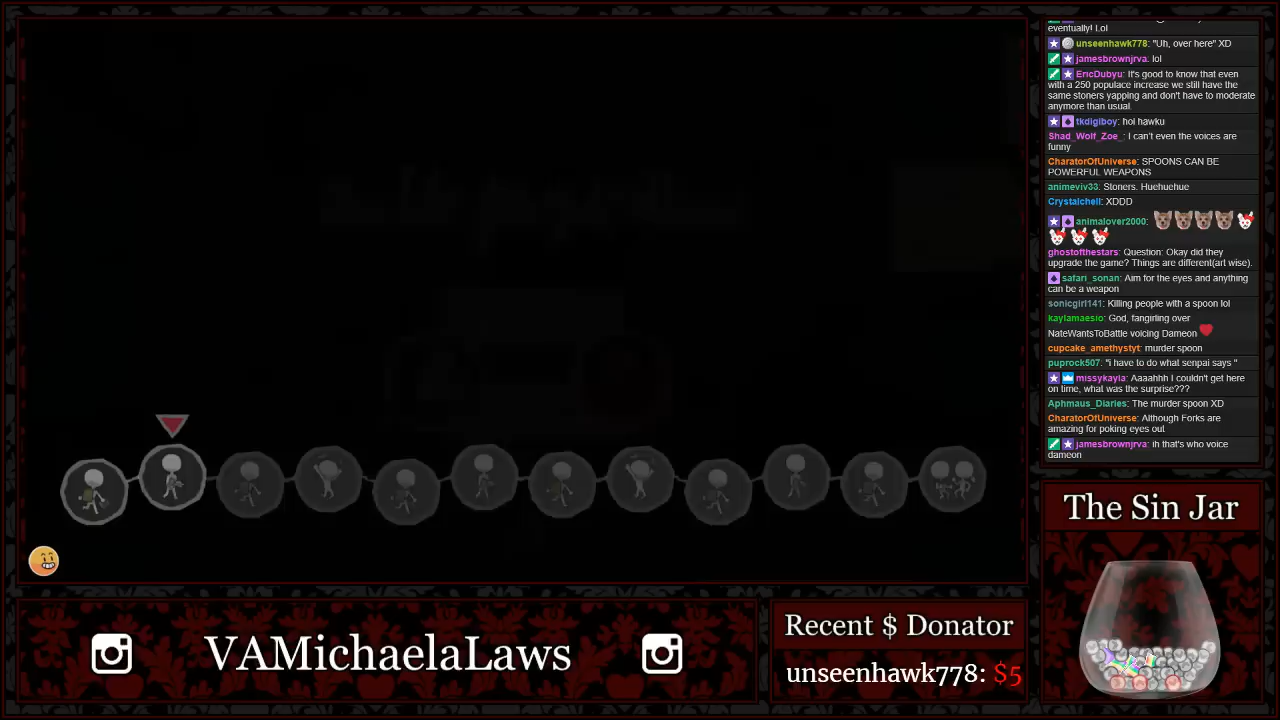 eventually! Lol
unseenhawk778: "Uh, over here" XD
jamesbrownjrva: lol
EricDubyu: It's good to know that even
with a 250 populace increase we still have the
same stoners yapping and don't have to moderate
anymore than usual
tkdigiboy: hoi hawku
Shad_Wolf_Zoe_: I can't even the voices are
funny
CharatorOfUniverse: SPOONS CAN BE
POWERFUL WEAPONS
animeviv33: Stoners. Huehuehue
Crystalchell: XDDD
animalover2000:
ghostofthestars: Question: Okay did they
upgrade the game? Things are different(art wise).
safari_sonan: Aim for the eyes and anything
can be a weapon
sonicgirl141: Killing people with a spoon lol
kaylamaesio: God, fangirling over
NateWantsToBattle voicing Dameon
cupcake_amethystyt: murder spoon
puprock507: "i have to do what senpai says "
missykayla: Aaaahhh I couldn't get here
on time, what was the surprise???
Aphmaus_Diaries: The murder spoon XD
CharatorOfUniverse: Although Forks are
amazing for poking eyes out
jamesbrownjrva: ih that's who voice
dameon
The Sin Jar
VAMichaelaLaws
Recent $ Donator
unseenhawk778: $5